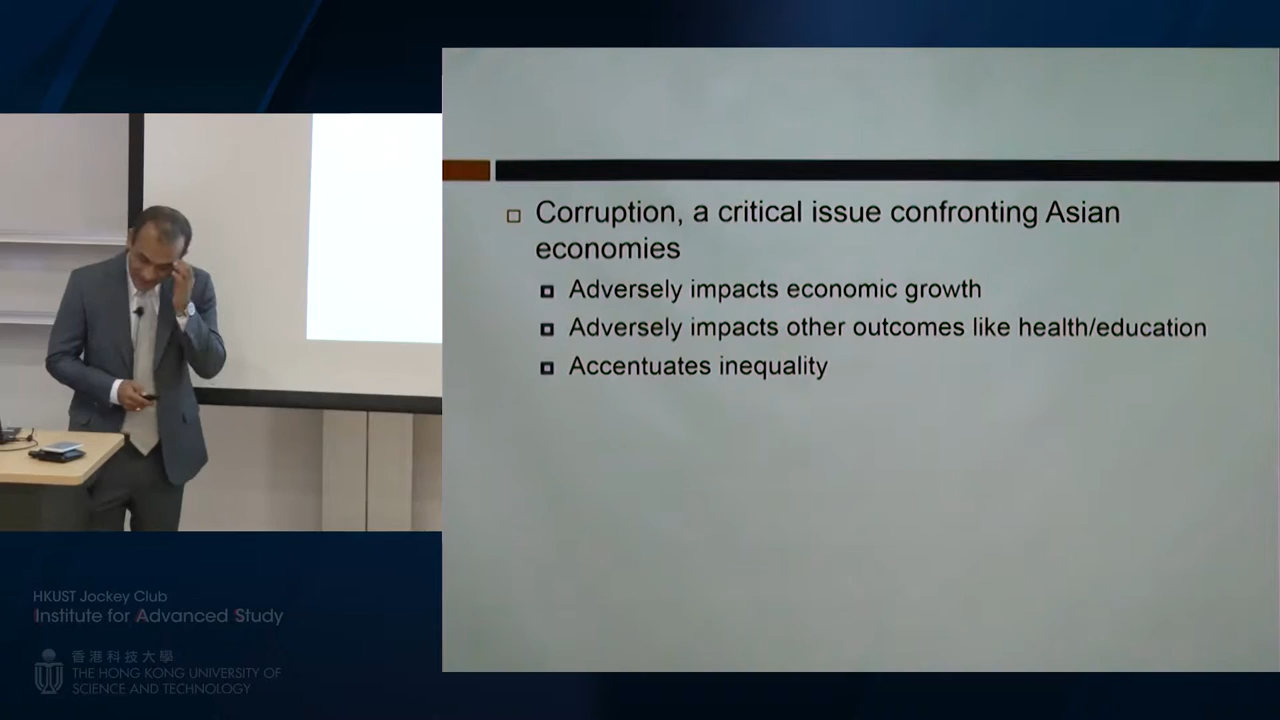 Corruption, a critical issue confronting Asian
economies
Adversely impacts economic growth
Adversely impacts other outcomes like health/education
Accentuates inequality
HKUST Jockey Club
Institute for Advanced Study
香港科技大學
THE HONG KONG UNIVERSITY OF
SCIENCE AND TECHNOLOGY